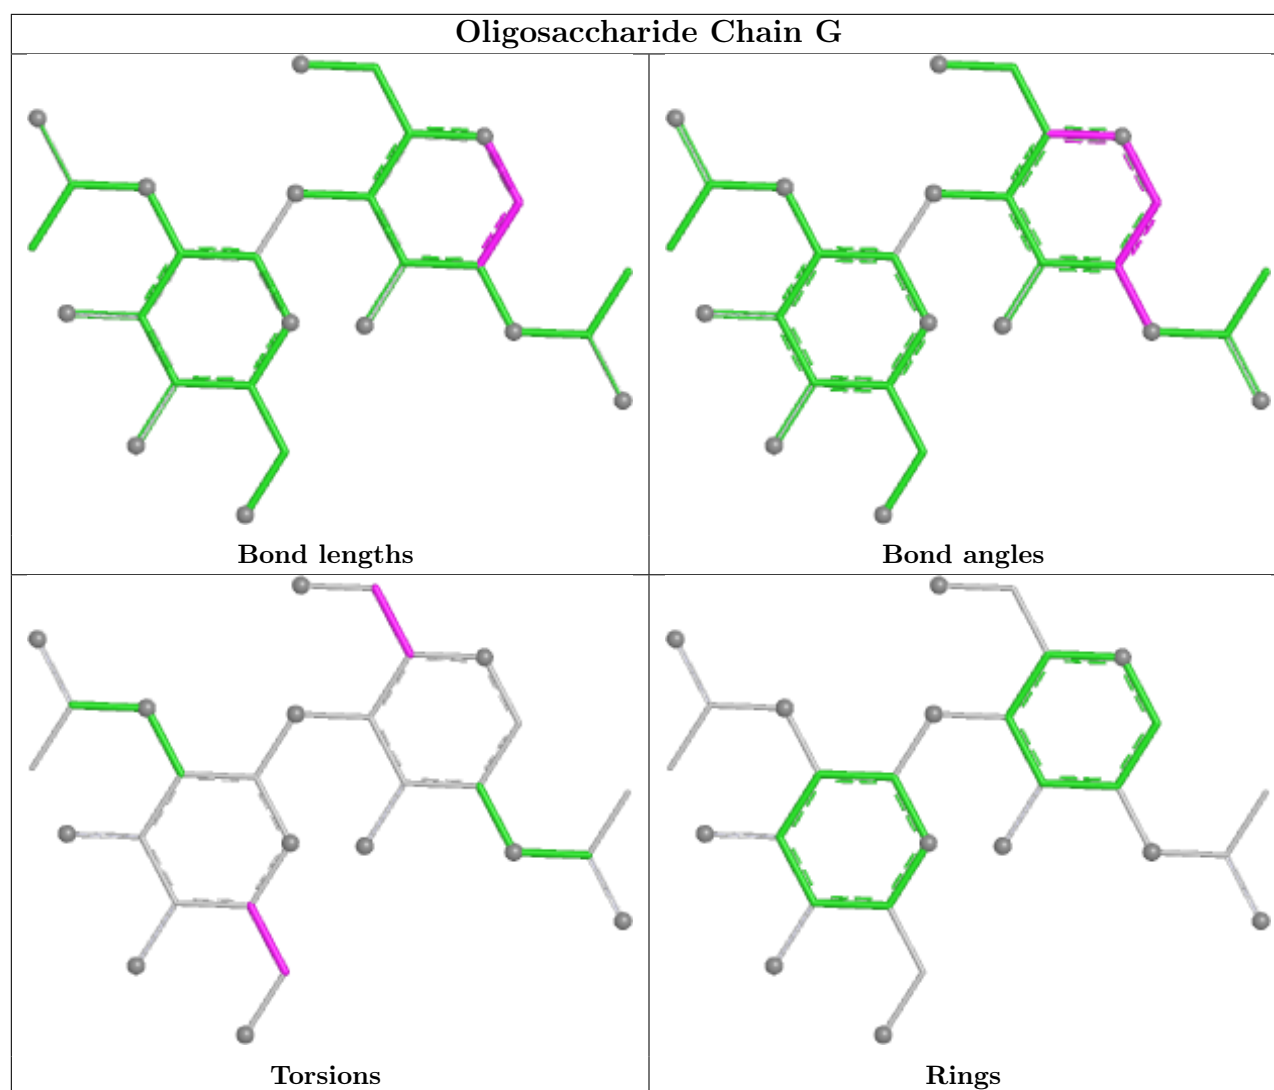 Oligosaccharide Chain G
Bond lengths
Bond angles
Torsions
Rings